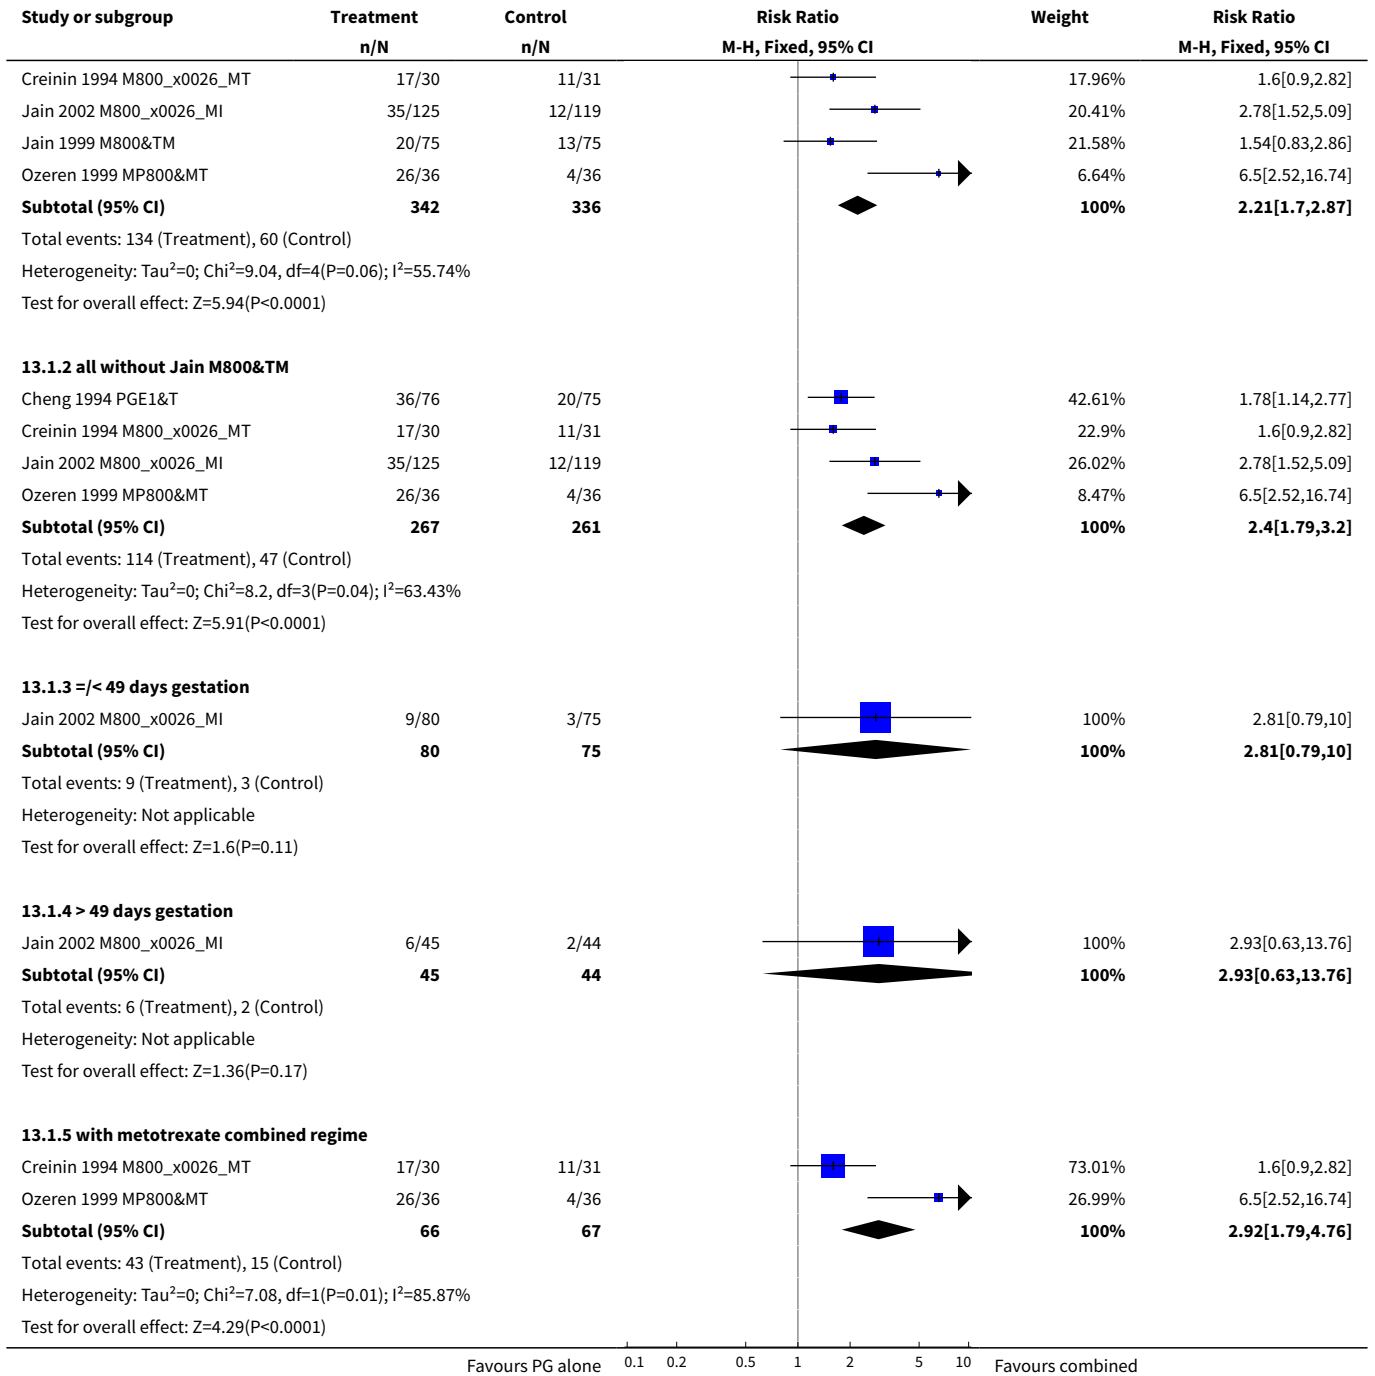 Study or subgroup Treatment Control Risk Ratio Weight Risk Ratio
n/N n/N M-H, Fixed, 95% CI M-H, Fixed, 95% CI
Creinin 1994 M800_x0026_MT 17/30 11/31 17.96% 1.6[0.9,2.82]
Jain 2002 M800_x0026_MI 35/125 12/119 20.41% 2.78[1.52,5.09]
Jain 1999 M800&TM 20/75 13/75 21.58% 1.54[0.83,2.86]
Ozeren 1999 MP800&MT 26/36 4/36 6.64% 6.5[2.52,16.74]
Subtotal (95% CI) 342 336 100% 2.21[1.7,2.87]
Total events: 134 (Treatment), 60 (Control)
Heterogeneity: Tau²=0; Chi²=9.04, df=4(P=0.06); I²=55.74%
Test for overall effect: Z=5.94(P<0.0001)
13.1.2 all without Jain M800&TM
Cheng 1994 PGE1&T 36/76 20/75 42.61% 1.78[1.14,2.77]
Creinin 1994 M800_x0026_MT 17/30 11/31 22.9% 1.6[0.9,2.82]
Jain 2002 M800_x0026_MI 35/125 12/119 26.02% 2.78[1.52,5.09]
Ozeren 1999 MP800&MT 26/36 4/36 8.47% 6.5[2.52,16.74]
Subtotal (95% CI) 267 261 100% 2.4[1.79,3.2]
Total events: 114 (Treatment), 47 (Control)
Heterogeneity: Tau²=0; Chi²=8.2, df=3(P=0.04); I²=63.43%
Test for overall effect: Z=5.91(P<0.0001)
13.1.3 =/< 49 days gestation
Jain 2002 M800_x0026_MI 9/80 3/75 100% 2.81[0.79,10]
Subtotal (95% CI) 80 75 100% 2.81[0.79,10]
Total events: 9 (Treatment), 3 (Control)
Heterogeneity: Not applicable
Test for overall effect: Z=1.6(P=0.11)
13.1.4 > 49 days gestation
Jain 2002 M800_x0026_MI 6/45 2/44 100% 2.93[0.63,13.76]
Subtotal (95% CI) 45 44 100% 2.93[0.63,13.76]
Total events: 6 (Treatment), 2 (Control)
Heterogeneity: Not applicable
Test for overall effect: Z=1.36(P=0.17)
13.1.5 with metotrexate combined regime
Creinin 1994 M800_x0026_MT 17/30 11/31 73.01% 1.6[0.9,2.82]
Ozeren 1999 MP800&MT 26/36 4/36 26.99% 6.5[2.52,16.74]
Subtotal (95% CI) 66 67 100% 2.92[1.79,4.76]
Total events: 43 (Treatment), 15 (Control)
Heterogeneity: Tau²=0; Chi²=7.08, df=1(P=0.01); I²=85.87%
Test for overall effect: Z=4.29(P<0.0001)
Favours PG alone 0.1 0.2 0.5 1 2 5 10 Favours combined